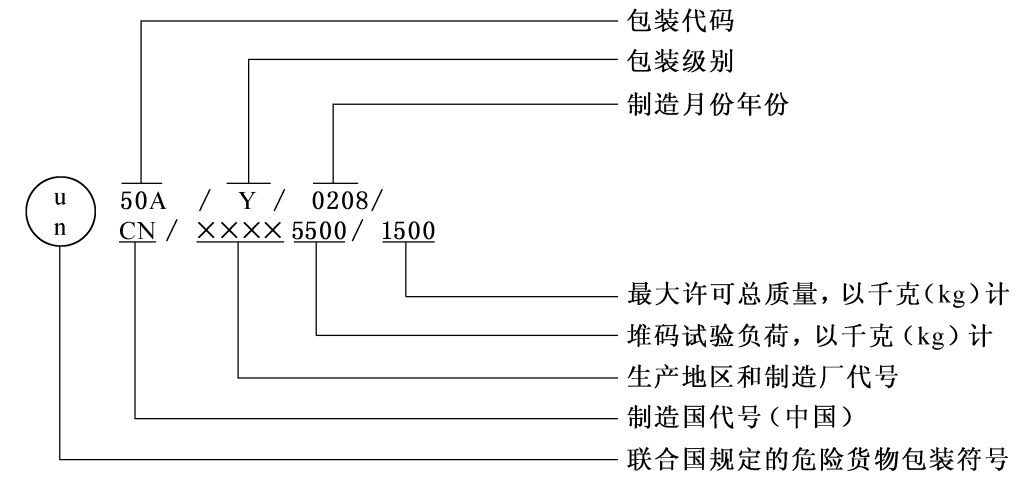 包装代码
包装级别
制造月份年份
u
n
50A / Y / 0208/
CN / ×××× 5500 / 1500
最大许可总质量,以千克(kg)计
堆码试验负荷,以千克(kg)计
生产地区和制造厂代号
制造国代号(中国)
联合国规定的危险货物包装符号